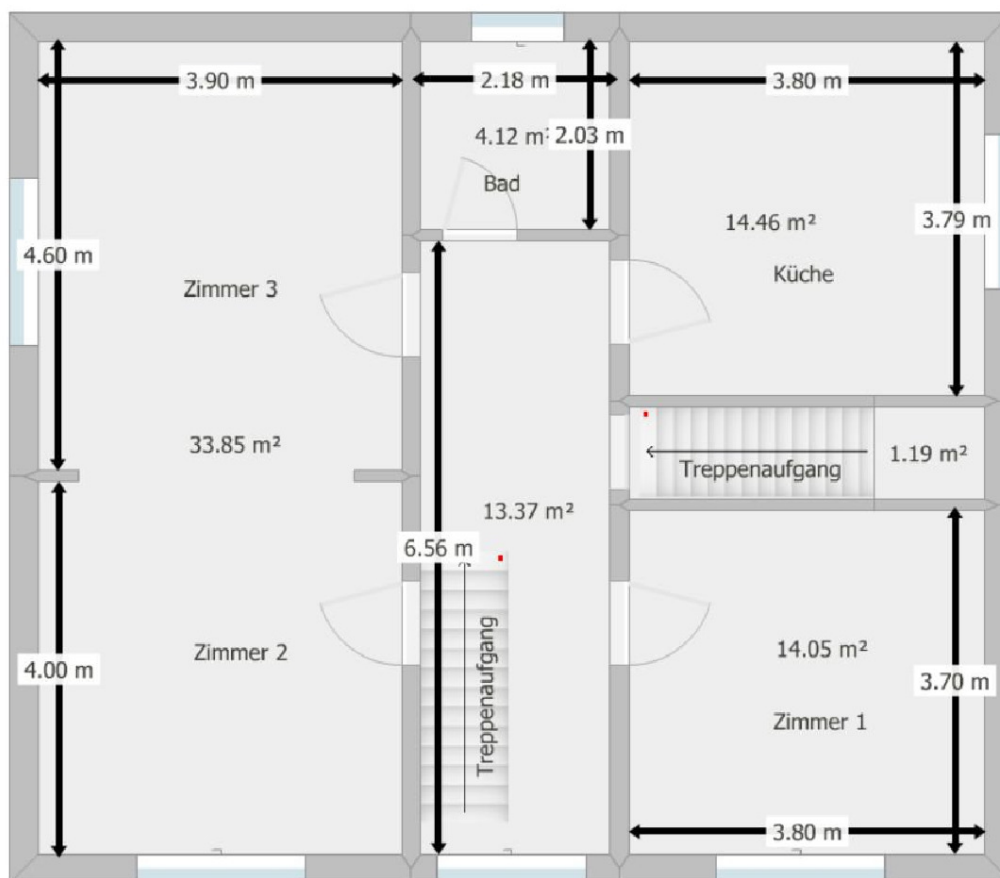 3.90 m
2.18 m
3.80 m
4.12 m²
2.03 m
Bad
14.46 m²
3.79 m
4.60 m
Küche
Zimmer 3
33.85 m²
1.19 m²
Treppenaufgang
13.37 m²
6.56 m
Treppenaufgang
Zimmer 2
14.05 m²
4.00 m
3.70 m
Zimmer 1
3.80 m